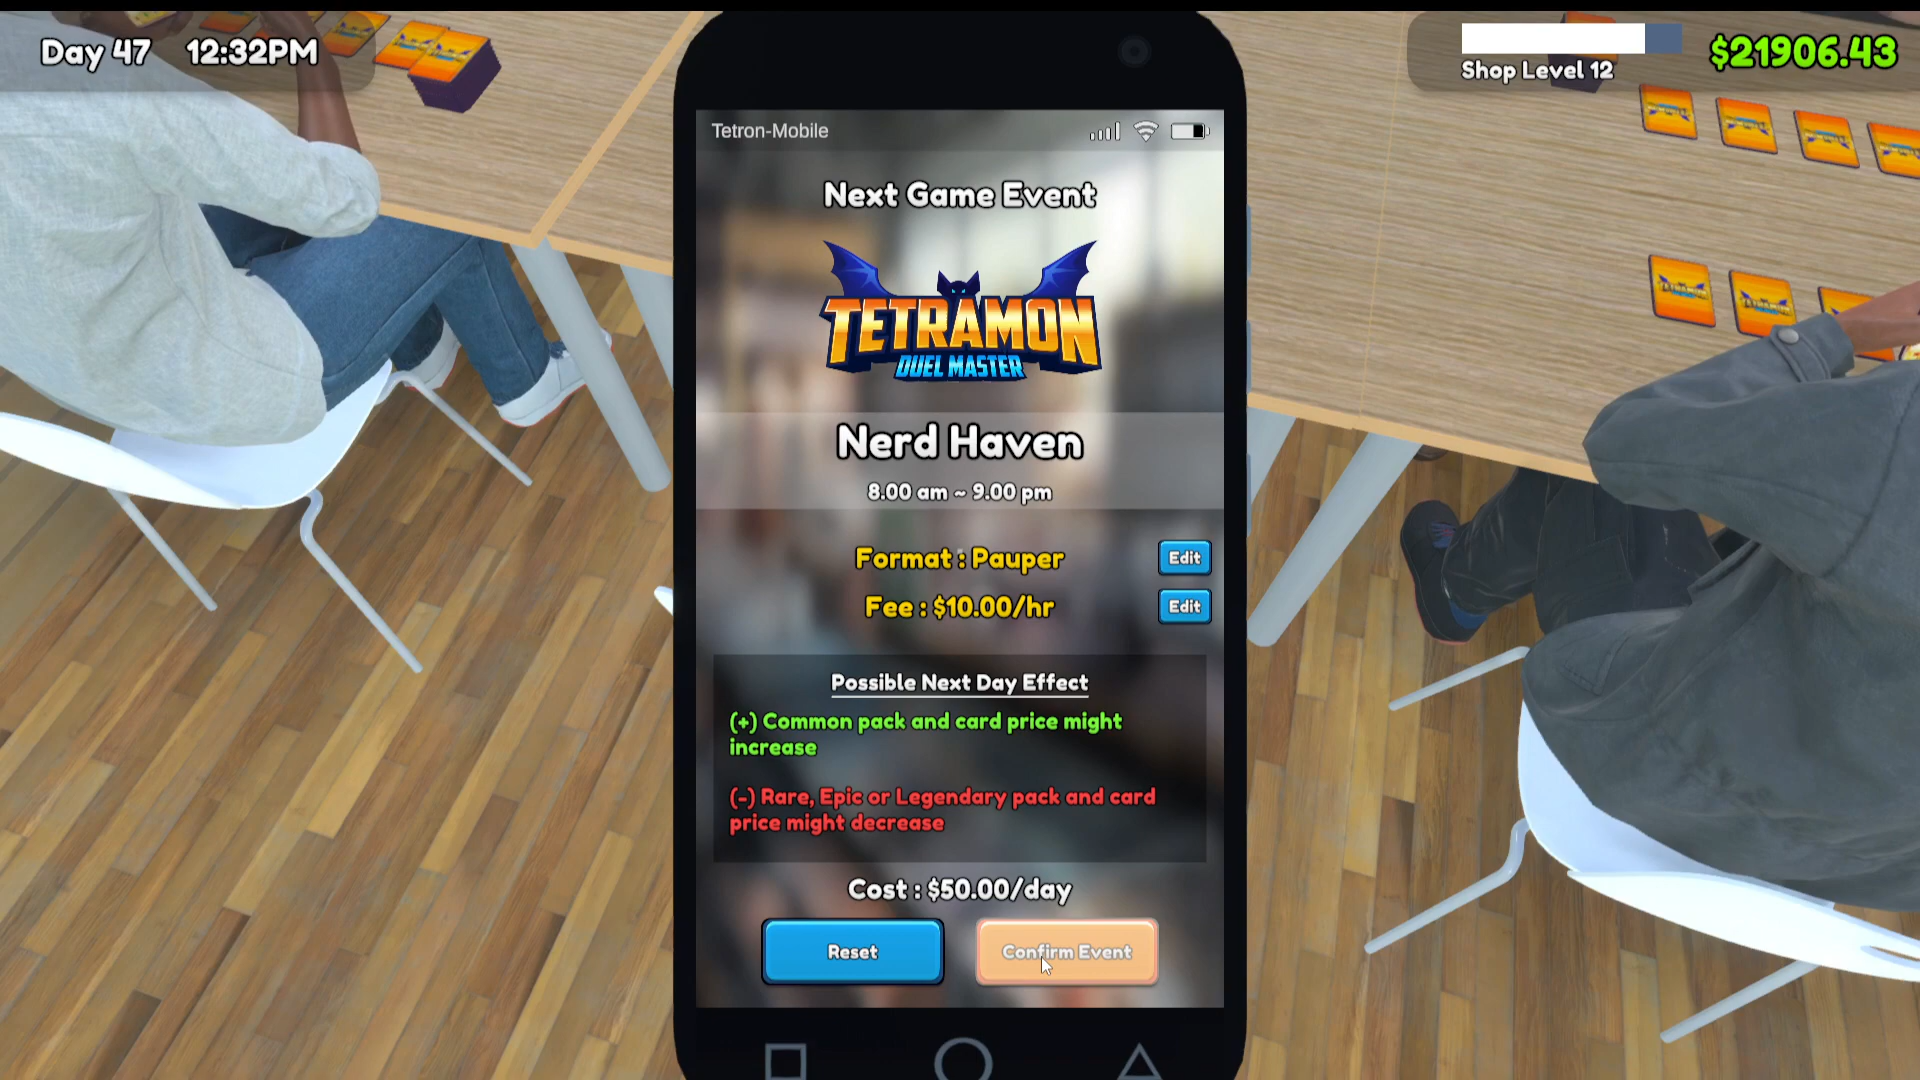 Day 47 12:32PM
Shop Level 12
$21906.43
Tetron-Mobile
Next Game Event
TETRAMON
DUEL MASTER
Nerd Haven
8.00 am ~ 9.00 pm
Format : Pauper
Edit
Fee : $10.00/hr
Edit
Possible Next Day Effect
(+) Common pack and card price might
increase
(-) Rare, Epic or Legendary pack and card
price might decrease
Cost : $50.00/day
Reset
Confirm Event